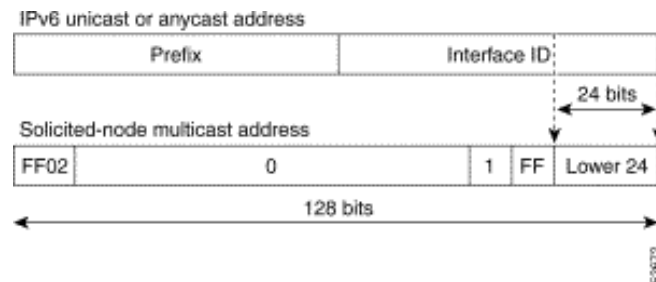 IPv6 unicast or anycast address
Prefix Interface ID
24 bits
Solicited-node multicast address
FF02 0 1 FF Lower 24
128 bits